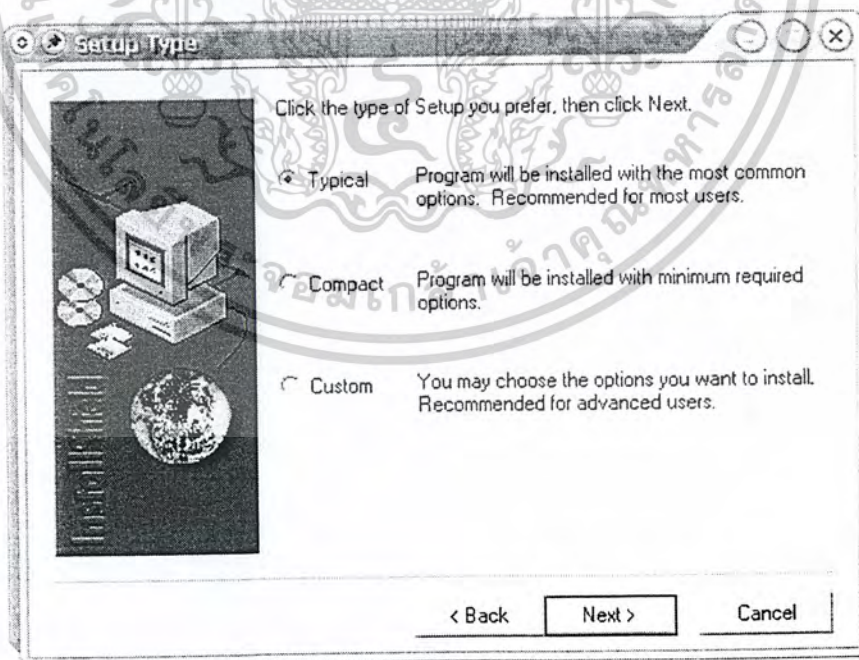 Setup Type
Click the type of Setup you prefer, then click Next.
Typical Program will be installed with the most common
options. Recommended for most users.
Compact Program will be installed with minimum required
options.
Custom You may choose the options you want to install.
Recommended for advanced users.
InstallShield
< Back Next > Cancel